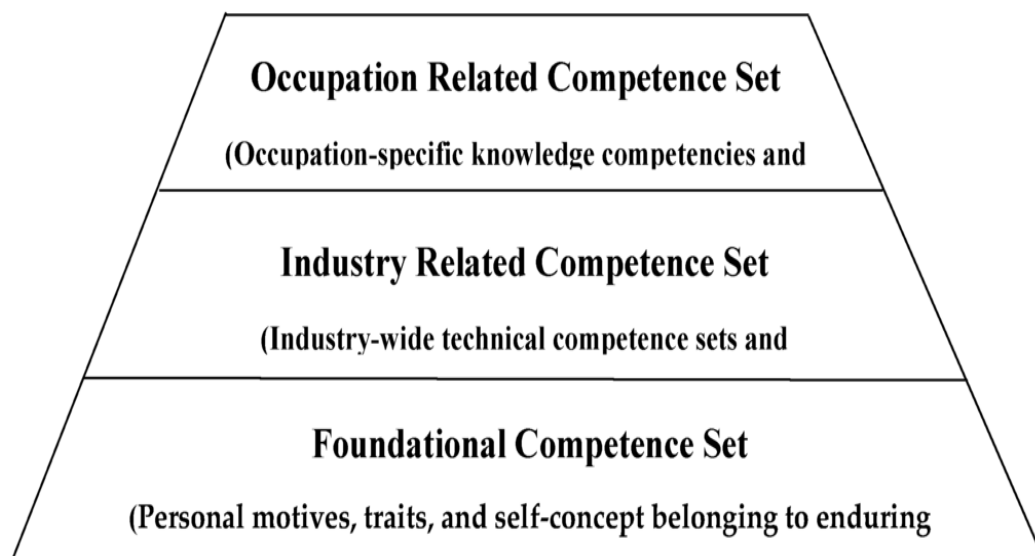 Occupation Related Competence Set
(Occupation-specific knowledge competencies and
Industry Related Competence Set
(Industry-wide technical competence sets and
Foundational Competence Set
(Personal motives, traits, and self-concept belonging to enduring